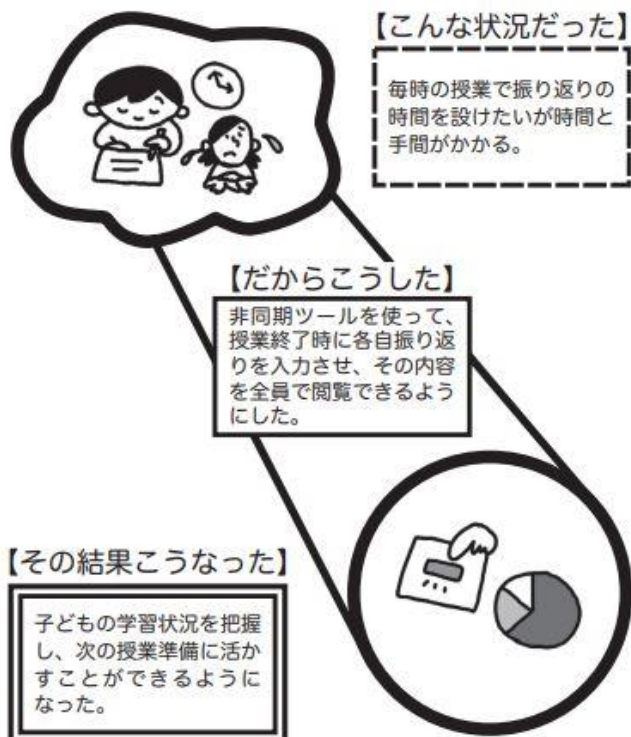 【こんな状況だった】
毎時の授業で振り返りの
時間を設けたいが時間と
手間がかかる。
【だからこうした】
非同期ツールを使って、
授業終了時に各自振り返
りを入力させ、その内容
を全員で閲覧できるよう
にした。
【その結果こうなった】
子どもの学習状況を把握
し、次の授業準備に活か
すことができるように
なった。